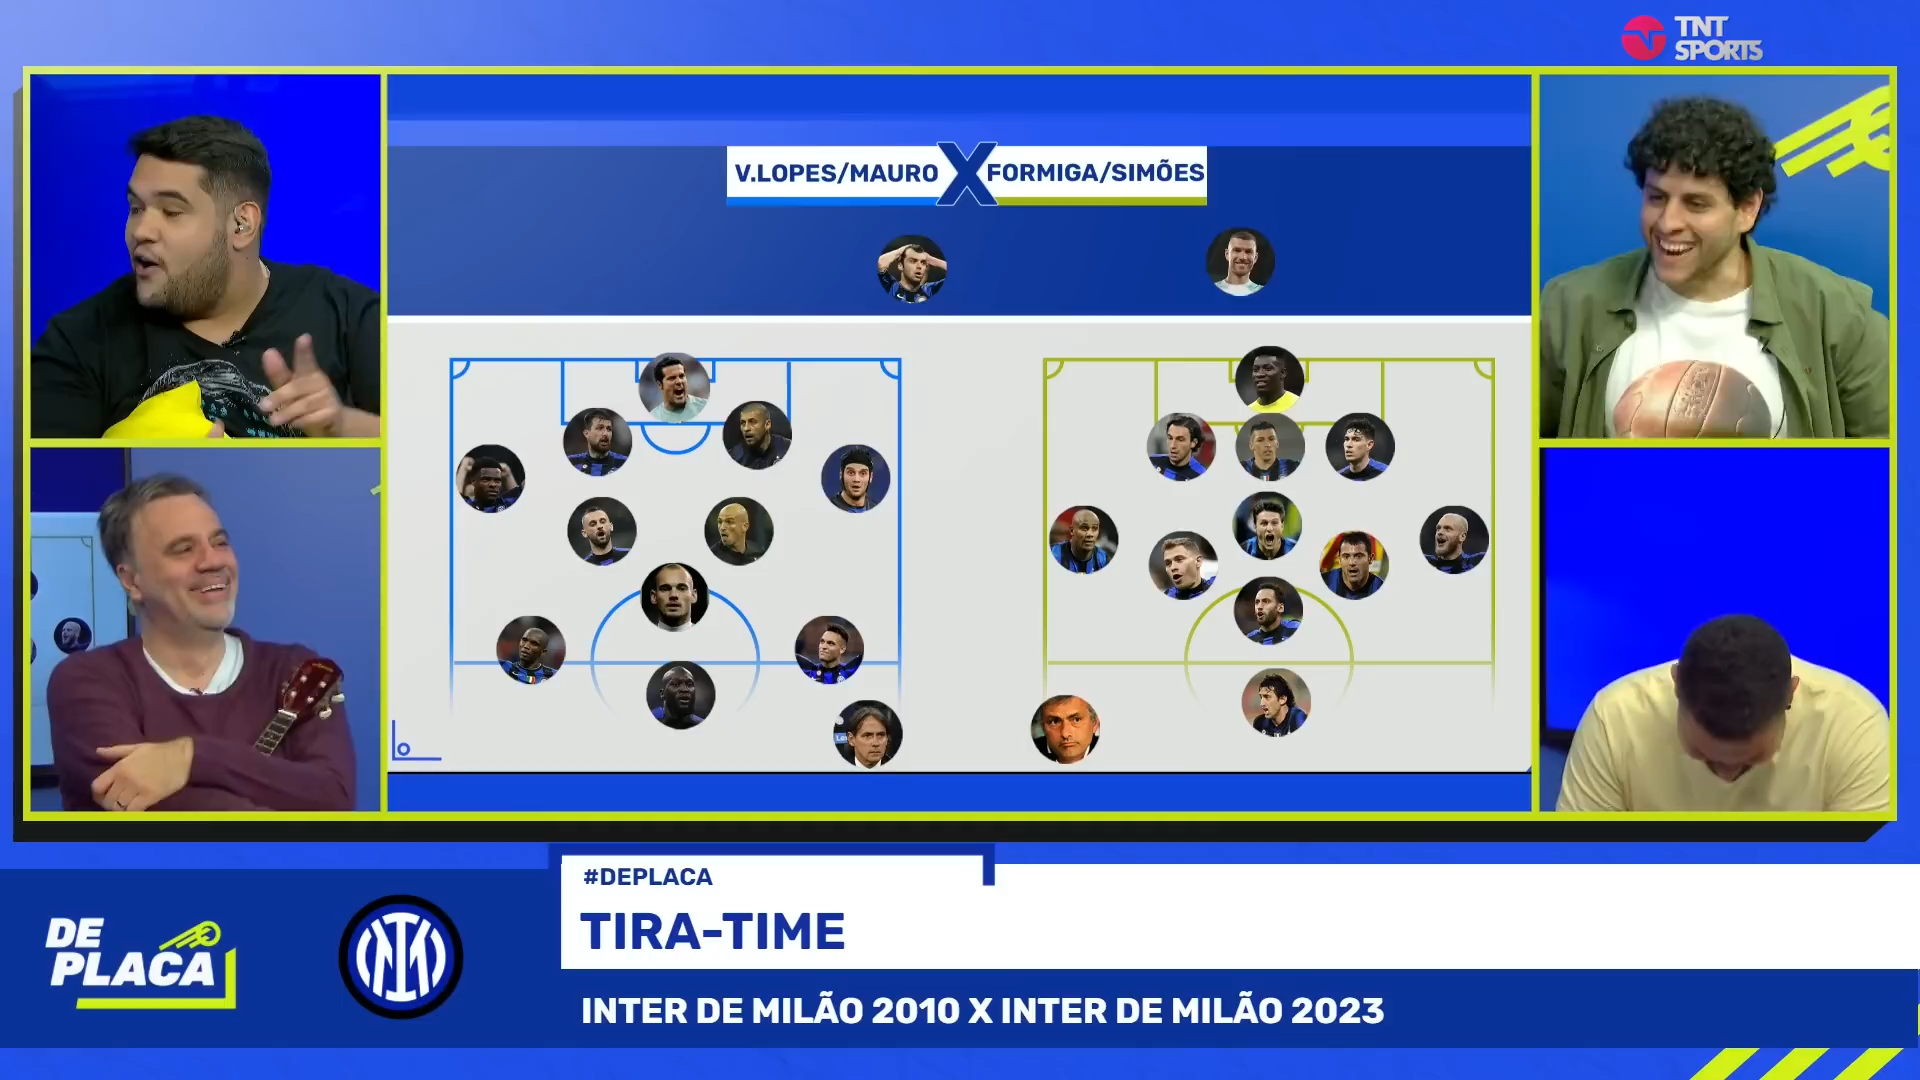 TNT
SPORTS
V.LOPES/MAURO X FORMIGA/SIMÕES
#DEPLACA
TIRA-TIME
DE
PLACA
INTER DE MILÃO 2010 X INTER DE MILÃO 2023